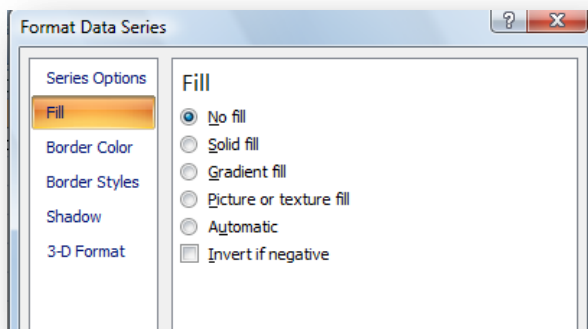 Format Data Series
Series Options
Fill
Border Color
Border Styles
Shadow
3-D Format
Fill
No fill
Solid fill
Gradient fill
Picture or texture fill
Automatic
Invert if negative